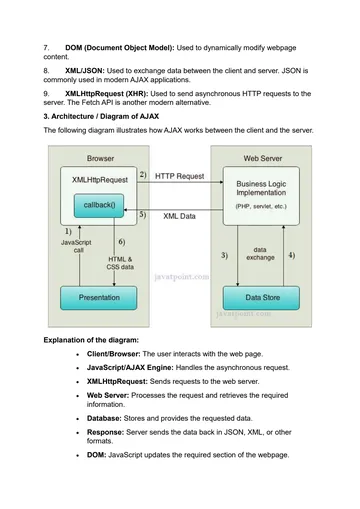 7. DOM (Document Object Model): Used to dynamically modify webpage
content.
8. XML/JSON: Used to exchange data between the client and server. JSON is
commonly used in modern AJAX applications.
9. XMLHttpRequest (XHR): Used to send asynchronous HTTP requests to the
server. The Fetch API is another modern alternative.
3. Architecture / Diagram of AJAX
The following diagram illustrates how AJAX works between the client and the server.
Browser
Web Server
XMLHttpRequest
callback()
2) HTTP Request
5) XML Data
Business Logic
Implementation
(PHP, servlet, etc.)
1)
JavaScript
call
6)
HTML &
CSS data
3)
data
exchange
4)
javatpoint.com
Presentation
Data Store
javatpoint.com
Explanation of the diagram:
• Client/Browser: The user interacts with the web page.
• JavaScript/AJAX Engine: Handles the asynchronous request.
• XMLHttpRequest: Sends requests to the web server.
• Web Server: Processes the request and retrieves the required
information.
• Database: Stores and provides the requested data.
• Response: Server sends the data back in JSON, XML, or other
formats.
• DOM: JavaScript updates the required section of the webpage.